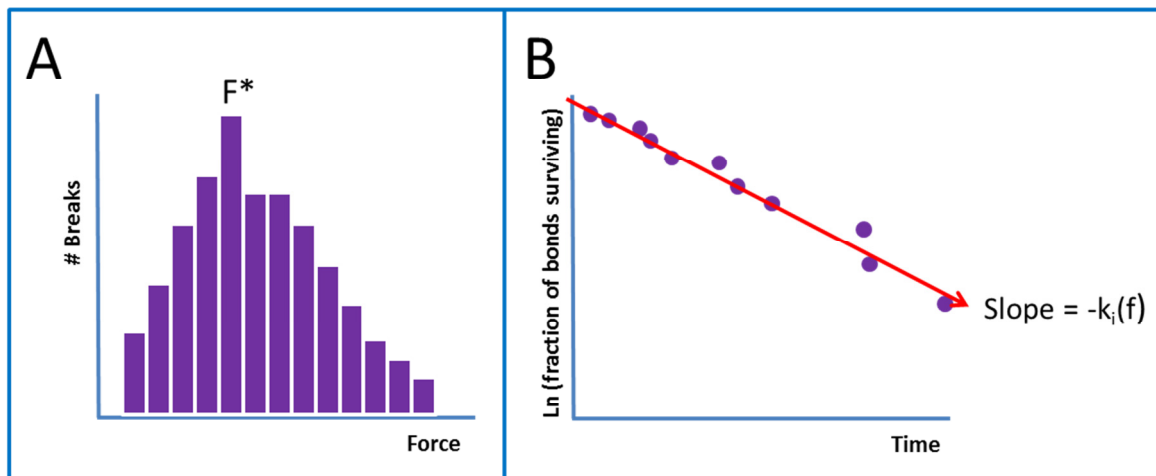 A
F*
# Breaks
Force
B
Ln (fraction of bonds surviving)
Slope = -kᵢ(f)
Time